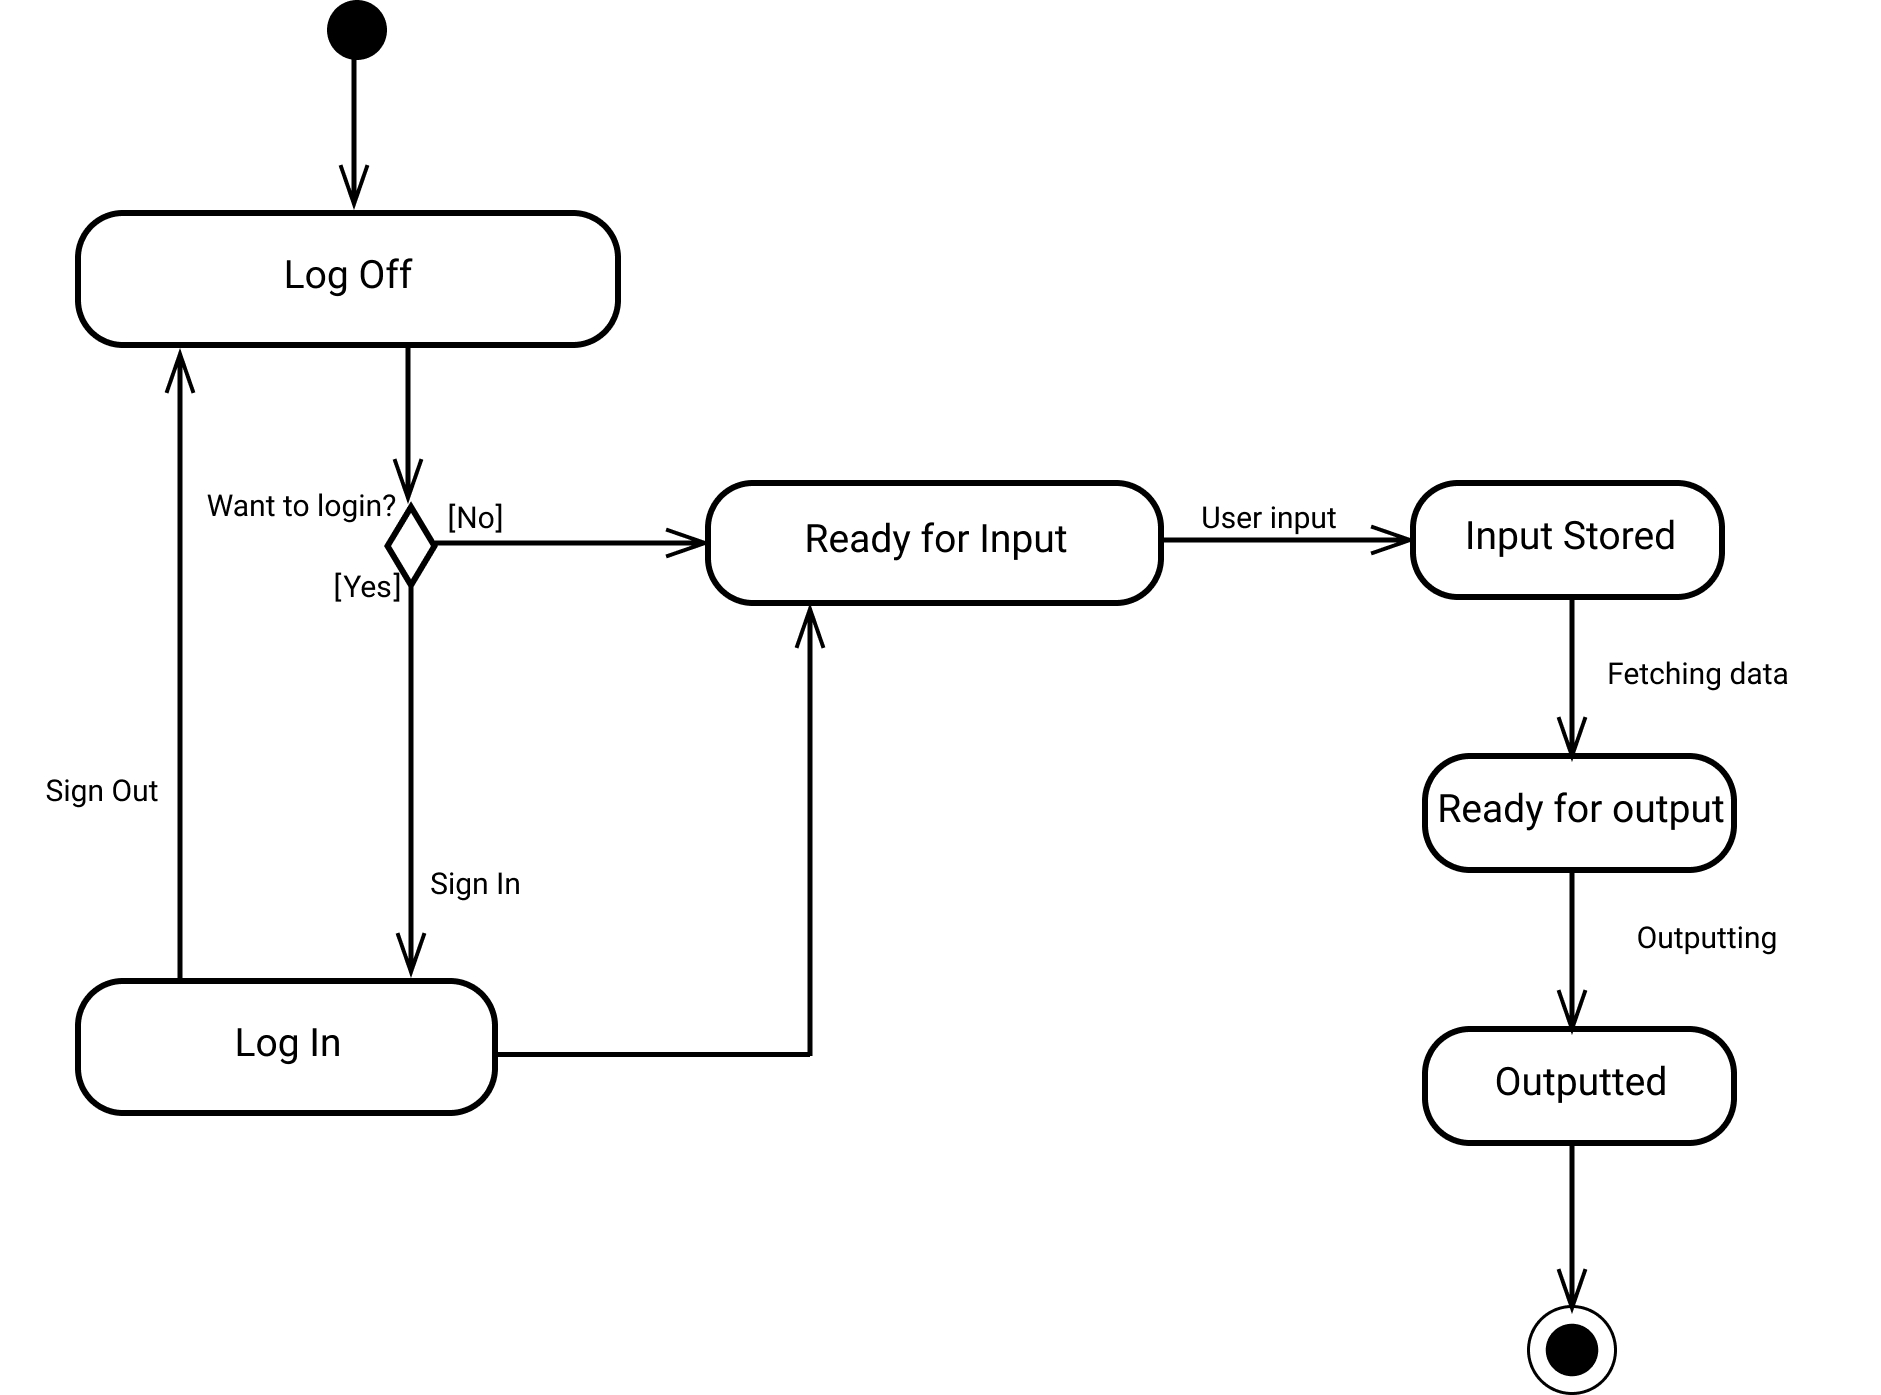 Log Off
Want to login?
[No]
[Yes]
Ready for Input
User input
Input Stored
Fetching data
Sign Out
Ready for output
Sign In
Outputting
Log In
Outputted